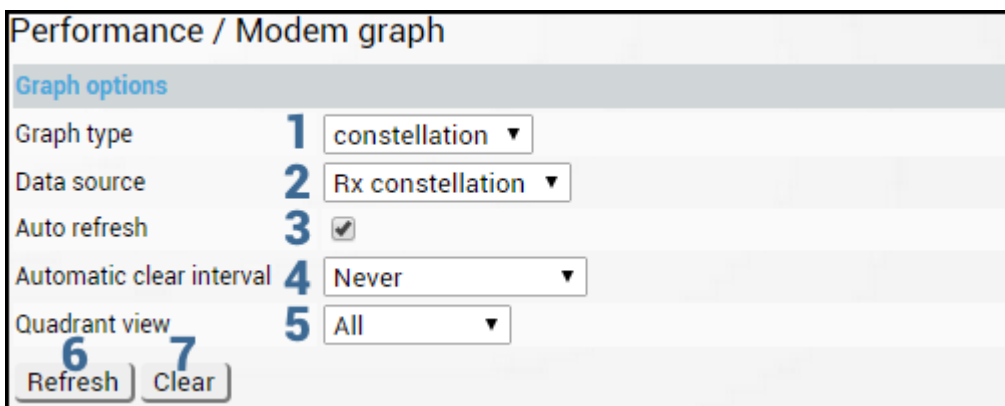 Performance / Modem graph
Graph options
Graph type 1 constellation
Data source 2 Rx constellation
Auto refresh 3
Automatic clear interval 4 Never
Quadrant view 5 All
6 7
Refresh Clear